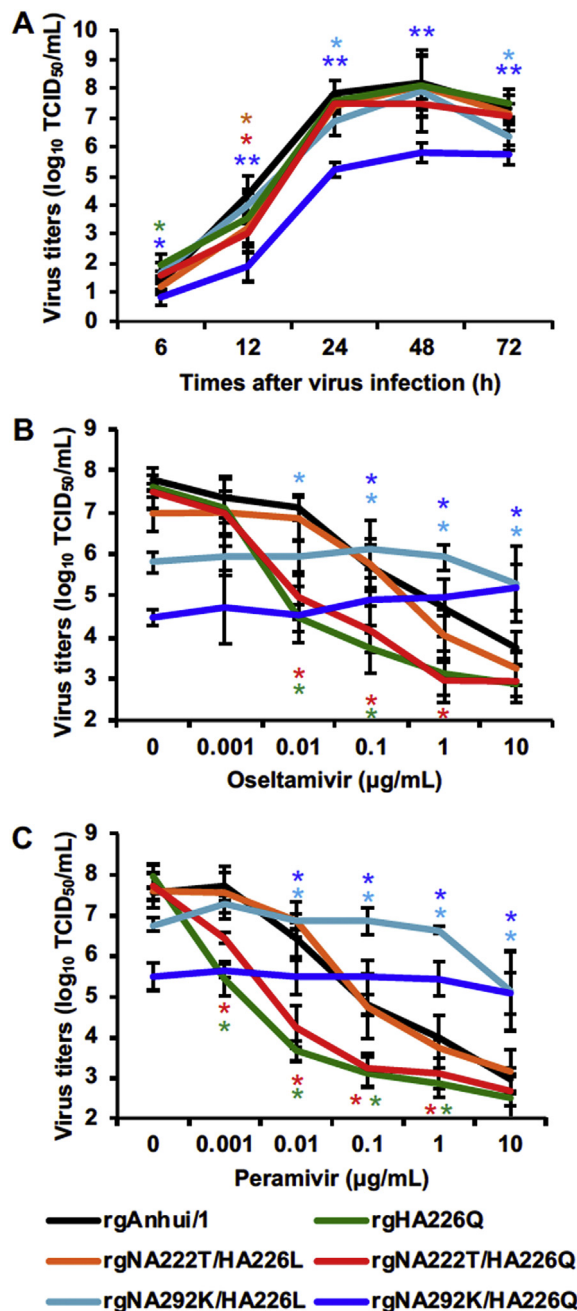 A
Virus titers (log10 TCID50/mL)
10
9
8
7
6
5
4
3
2
1
0
* **
* **
* **
* * **
* *
6 12 24 48 72
Times after virus infection (h)
B
Virus titers (log10 TCID50/mL)
9
8
7
6
5
4
3
2
* * * * * * *
* * * * *
0 0.001 0.01 0.1 1 10
Oseltamivir (µg/mL)
C
Virus titers (log10 TCID50/mL)
9
8
7
6
5
4
3
2
* * * * * * * *
* * * * * * * *
0 0.001 0.01 0.1 1 10
Peramivir (µg/mL)
rgAnhui/1 rgHA226Q
rgNA222T/HA226L rgNA222T/HA226Q
rgNA292K/HA226L rgNA292K/HA226Q